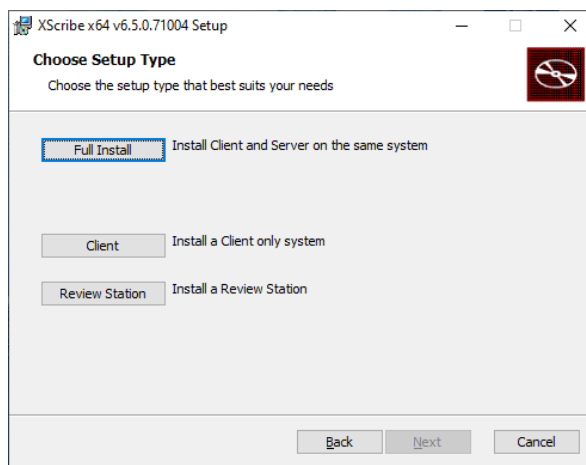 XScribe x64 v6.5.0.71004 Setup
Choose Setup Type
Choose the setup type that best suits your needs
Full Install Install Client and Server on the same system
Client Install a Client only system
Review Station Install a Review Station
Back Next Cancel